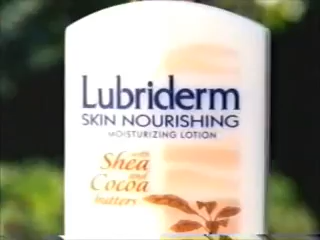 Lubriderm
SKIN NOURISHING
MOISTURIZING LOTION
with
Shea
and
Cocoa
butters